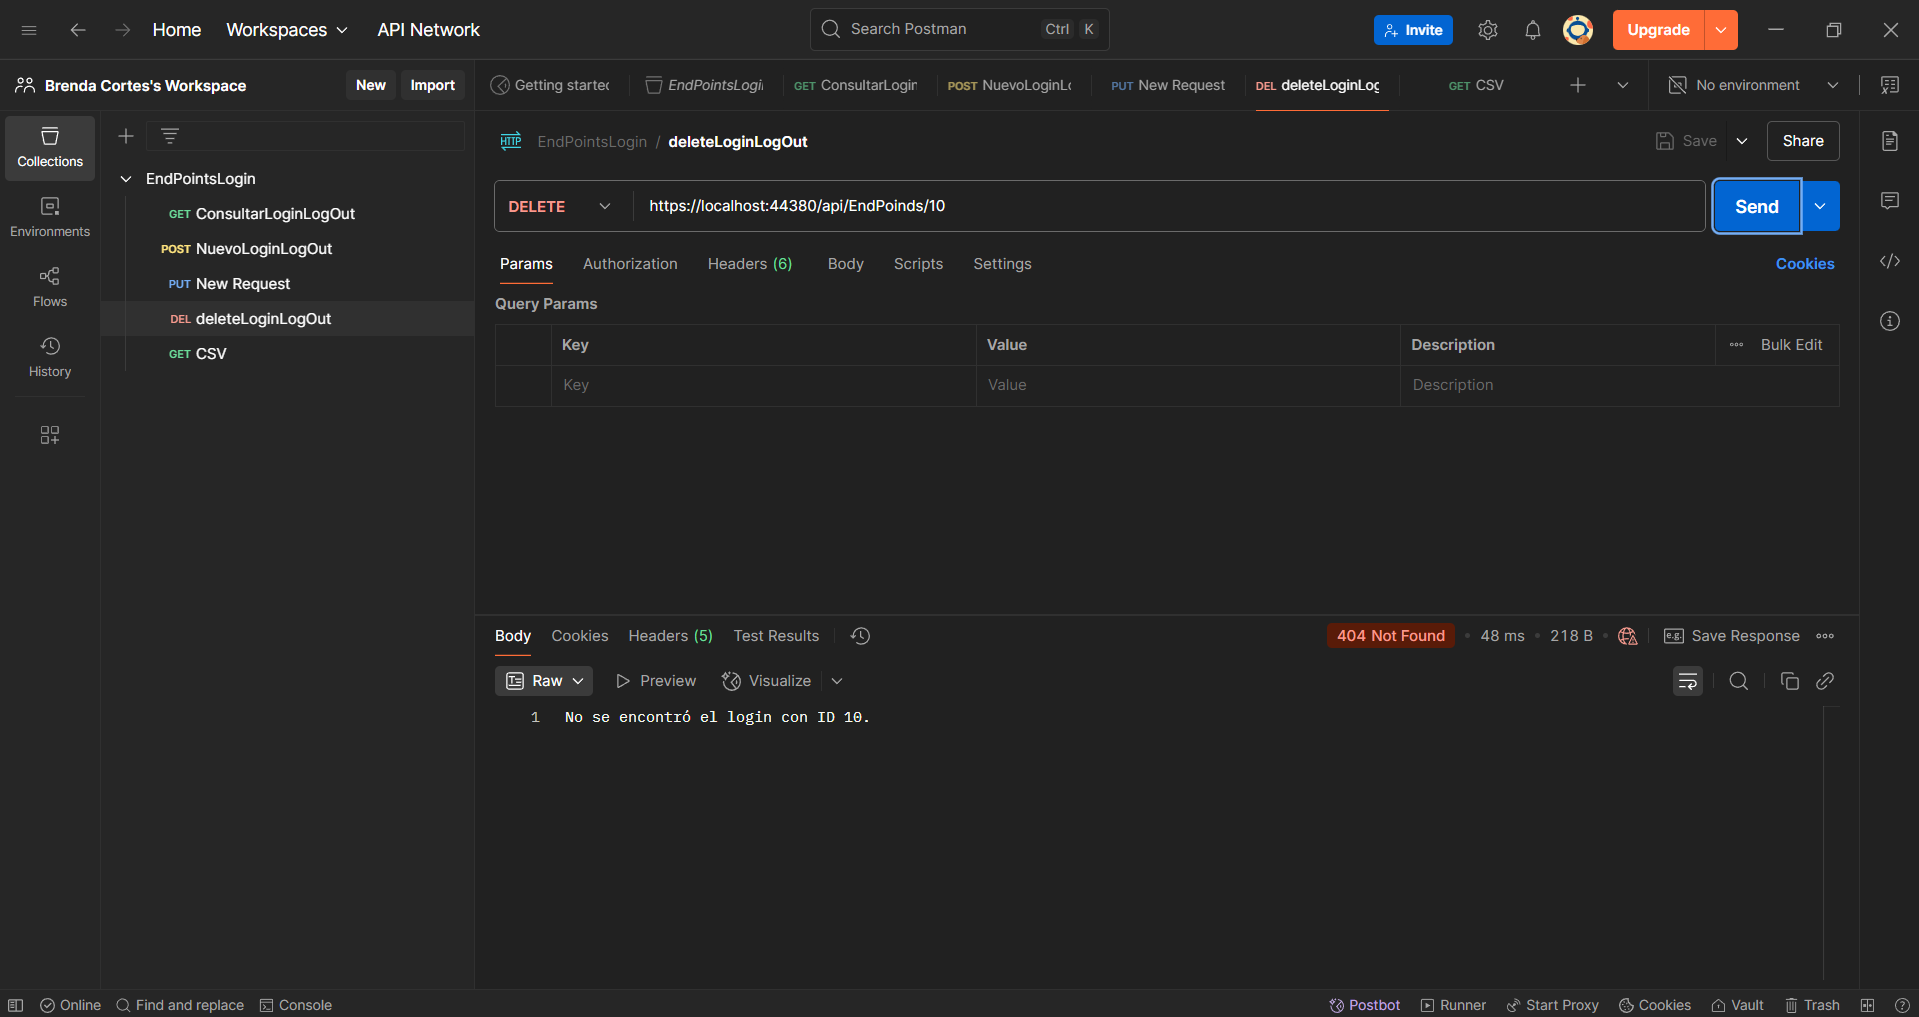 Home
Workspaces
API Network
Search Postman
Ctrl K
Invite
Upgrade
Brenda Cortes's Workspace
New
Import
Getting started
EndPointsLogi
GET ConsultarLogin
POST NuevoLoginLo
PUT New Request
DEL deleteLoginLog
GET CSV
No environment
Collections
Environments
Flows
History
EndPointsLogin
GET ConsultarLoginLogOut
POST NuevoLoginLogOut
PUT New Request
DEL deleteLoginLogOut
GET CSV
HTTP
EndPointsLogin / deleteLoginLogOut
Save
Share
DELETE
https://localhost:44380/api/EndPoinds/10
Send
Params
Authorization
Headers (6)
Body
Scripts
Settings
Cookies
Query Params
Key
Value
Description
Bulk Edit
Key
Value
Description
Body
Cookies
Headers (5)
Test Results
404 Not Found
48 ms
218 B
e.g.
Save Response
Raw
Preview
Visualize
1 No se encontró el login con ID 10.
Online
Find and replace
Console
Postbot
Runner
Start Proxy
Cookies
Vault
Trash